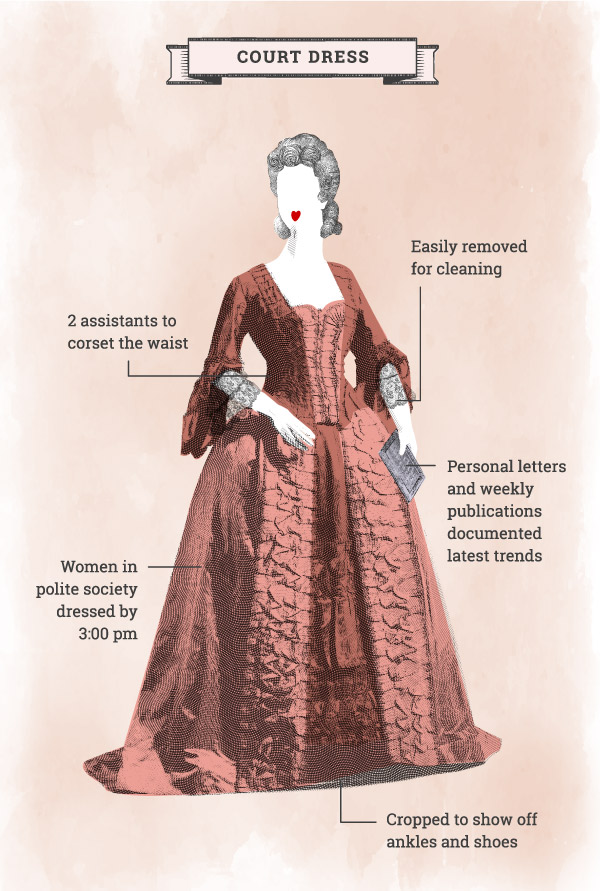 COURT DRESS
Easily removed
for cleaning
2 assistants to
corset the waist
Personal letters
and weekly
publications
documented
latest trends
Women in
polite society
dressed by
3:00 pm
Cropped to show off
ankles and shoes